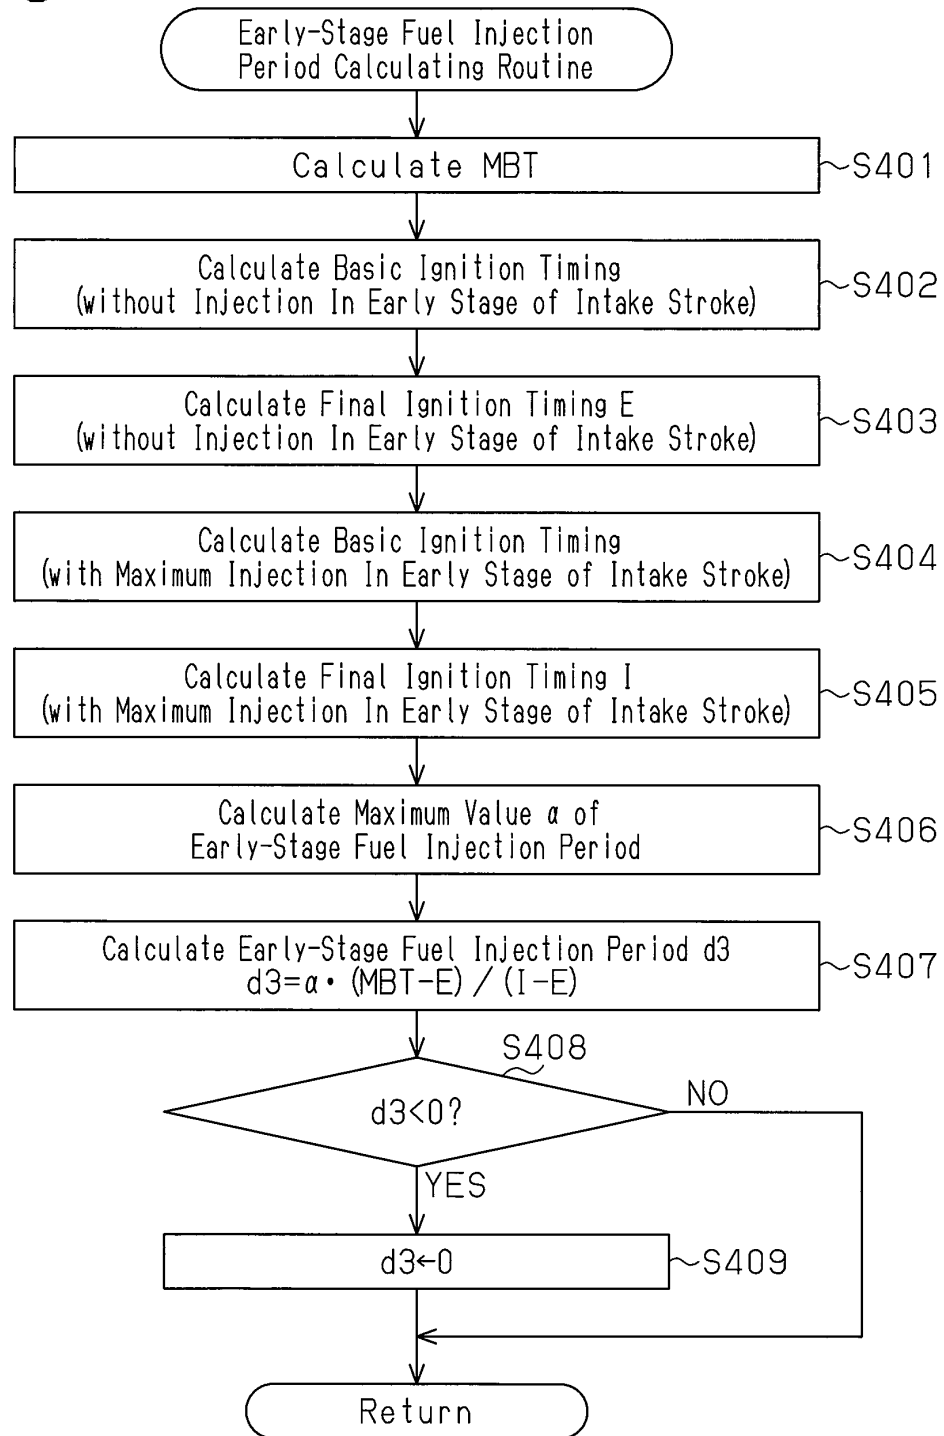 Early-Stage Fuel Injection
Period Calculating Routine
Calculate MBT
S401
Calculate Basic Ignition Timing
(without Injection In Early Stage of Intake Stroke)
S402
Calculate Final Ignition Timing E
(without Injection In Early Stage of Intake Stroke)
S403
Calculate Basic Ignition Timing
(with Maximum Injection In Early Stage of Intake Stroke)
S404
Calculate Final Ignition Timing I
(with Maximum Injection In Early Stage of Intake Stroke)
S405
Calculate Maximum Value α of
Early-Stage Fuel Injection Period
S406
Calculate Early-Stage Fuel Injection Period d3
d3=α・(MBT-E)/(I-E)
S407
S408
d3<0?
NO
YES
d3←0
S409
Return